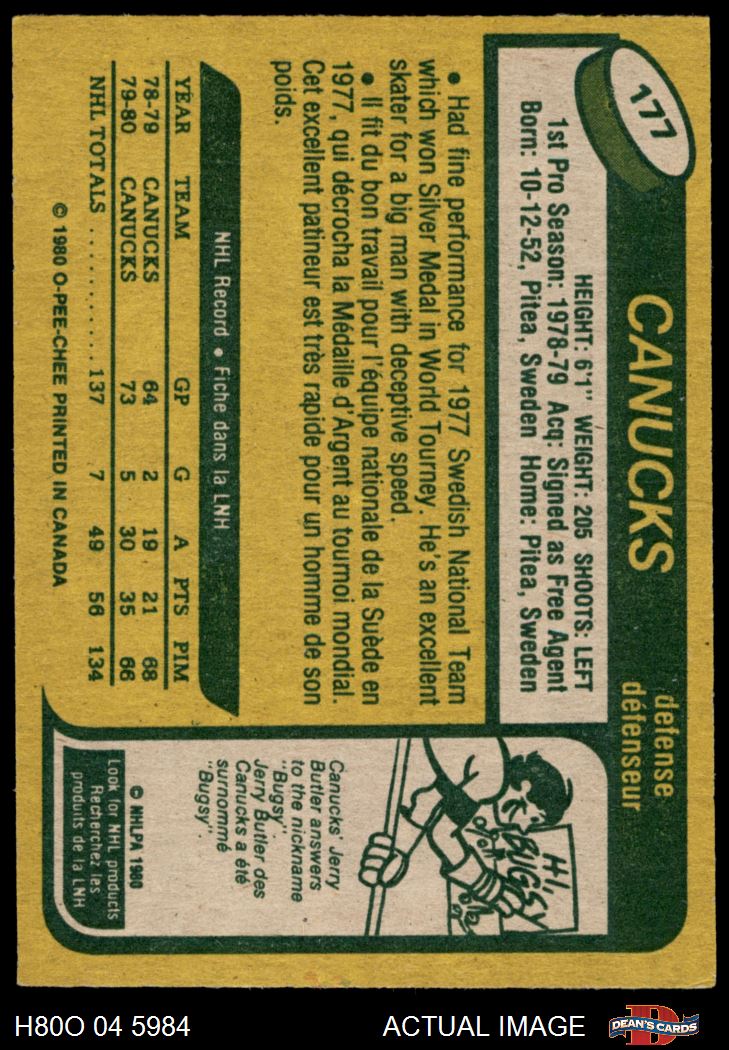 177
CANUCKS
defense
défenseur
HEIGHT: 6'1" WEIGHT: 205 SHOOTS: LEFT
1st Pro Season: 1978-79 Acq: Signed as Free Agent
Born: 10-12-52, Pitea, Sweden Home: Pitea, Sweden
• Had fine performance for 1977 Swedish National Team
which won Silver Medal in World Tourney. He's an excellent
skater for a big man with deceptive speed.
• Il fit du bon travail pour l'équipe nationale de la Suède en
1977, qui décrocha la Médaille d'Argent au tournoi mondial.
Cet excellent patineur est très rapide pour un homme de son
poids.
NHL Record • Fiche dans la LNH
YEAR TEAM GP G A PTS PIM
78-79 CANUCKS 64 2 19 21 68
79-80 CANUCKS 73 5 30 35 66
NHL TOTALS .......... 137 7 49 56 134
© 1980 O-PEE-CHEE PRINTED IN CANADA
HI,
BUGSY
Canucks' Jerry
Butler answers
to the nickname
"Bugsy".
Jerry Butler des
Canucks a été
surnommé
"Bugsy".
© NHLPA 1980
Look for NHL products
Recherchez les
produits de la LNH
H80O 04 5984
ACTUAL IMAGE
D
DEAN'S CARDS